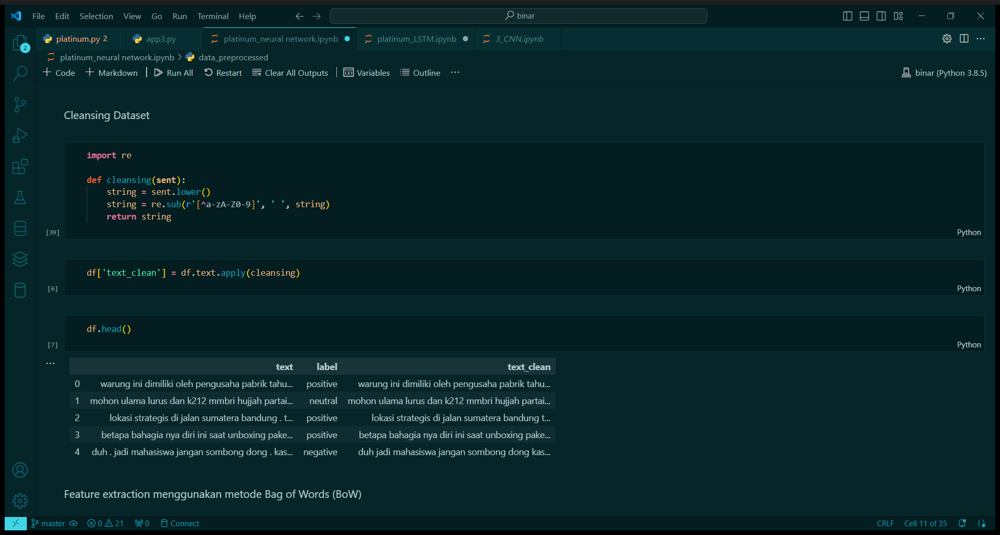 File Edit Selection View Go Run Terminal Help binar
platinum.py 2 app3.py platinum_neural network.ipynb platinum_LSTM.ipynb 3_CNN.ipynb
2
platinum_neural network.ipynb > data_preprocessed
Code Markdown Run All Restart Clear All Outputs Variables Outline ... binar (Python 3.8.5)
Cleansing Dataset
import re
def cleansing(sent):
string = sent.lower()
string = re.sub(r'[^a-zA-Z0-9]', ' ', string)
return string
[39] Python
df['text_clean'] = df.text.apply(cleansing)
[6] Python
df.head()
[7] Python
...
text label text_clean
0 warung ini dimiliki oleh pengusaha pabrik tahu... positive warung ini dimiliki oleh pengusaha pabrik tahu...
1 mohon ulama lurus dan k212 mmbri hujjah partai... neutral mohon ulama lurus dan k212 mmbri hujjah partai...
2 lokasi strategis di jalan sumatera bandung . t... positive lokasi strategis di jalan sumatera bandung t...
3 betapa bahagia nya diri ini saat unboxing pake... positive betapa bahagia nya diri ini saat unboxing pake...
4 duh . jadi mahasiswa jangan sombong dong . kas... negative duh jadi mahasiswa jangan sombong dong kas...
Feature extraction menggunakan metode Bag of Words (BoW)
master 0 21 0 Connect CRLF Cell 11 of 35